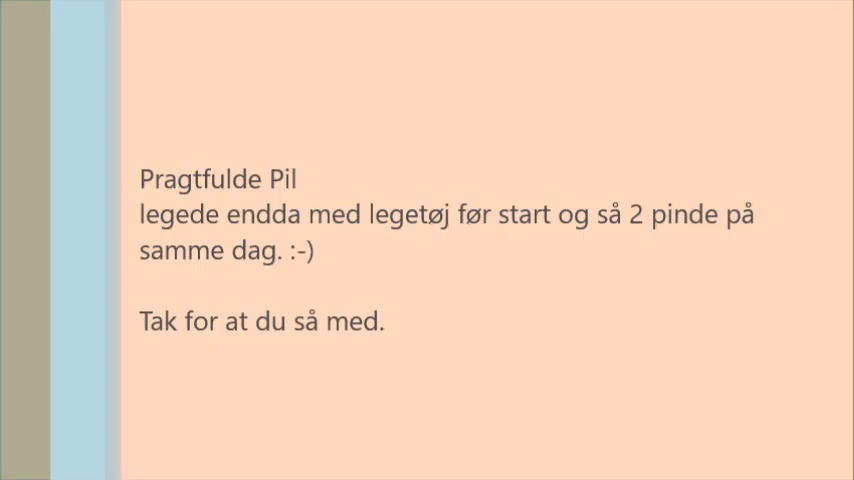 Pragtfulde Pil
legede endda med legetøj før start og så 2 pinde på
samme dag. :-)
Tak for at du så med.